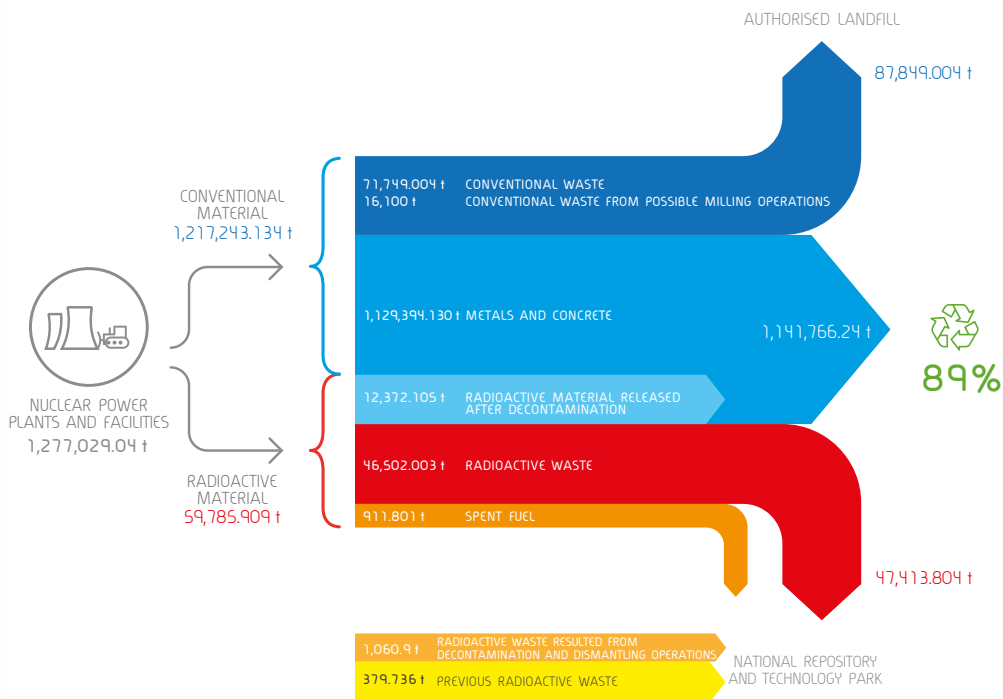 AUTHORISED LANDFILL
87,849.004 t
71,749.004 t CONVENTIONAL WASTE
16,100 t CONVENTIONAL WASTE FROM POSSIBLE MILLING OPERATIONS
CONVENTIONAL
MATERIAL
1,217,243.134 t
1,129,394.130 t METALS AND CONCRETE
1,141,766.24 t
89%
NUCLEAR POWER
PLANTS AND FACILITIES
1,277,029.04 t
12,372.105 t RADIOACTIVE MATERIAL RELEASED
AFTER DECONTAMINATION
46,502.003 t RADIOACTIVE WASTE
RADIOACTIVE
MATERIAL
59,785.909 t
911.801 t SPENT FUEL
47,413.804 t
1,060.9 t RADIOACTIVE WASTE RESULTED FROM
DECONTAMINATION AND DISMANTLING OPERATIONS
379.736 t PREVIOUS RADIOACTIVE WASTE
NATIONAL REPOSITORY
AND TECHNOLOGY PARK